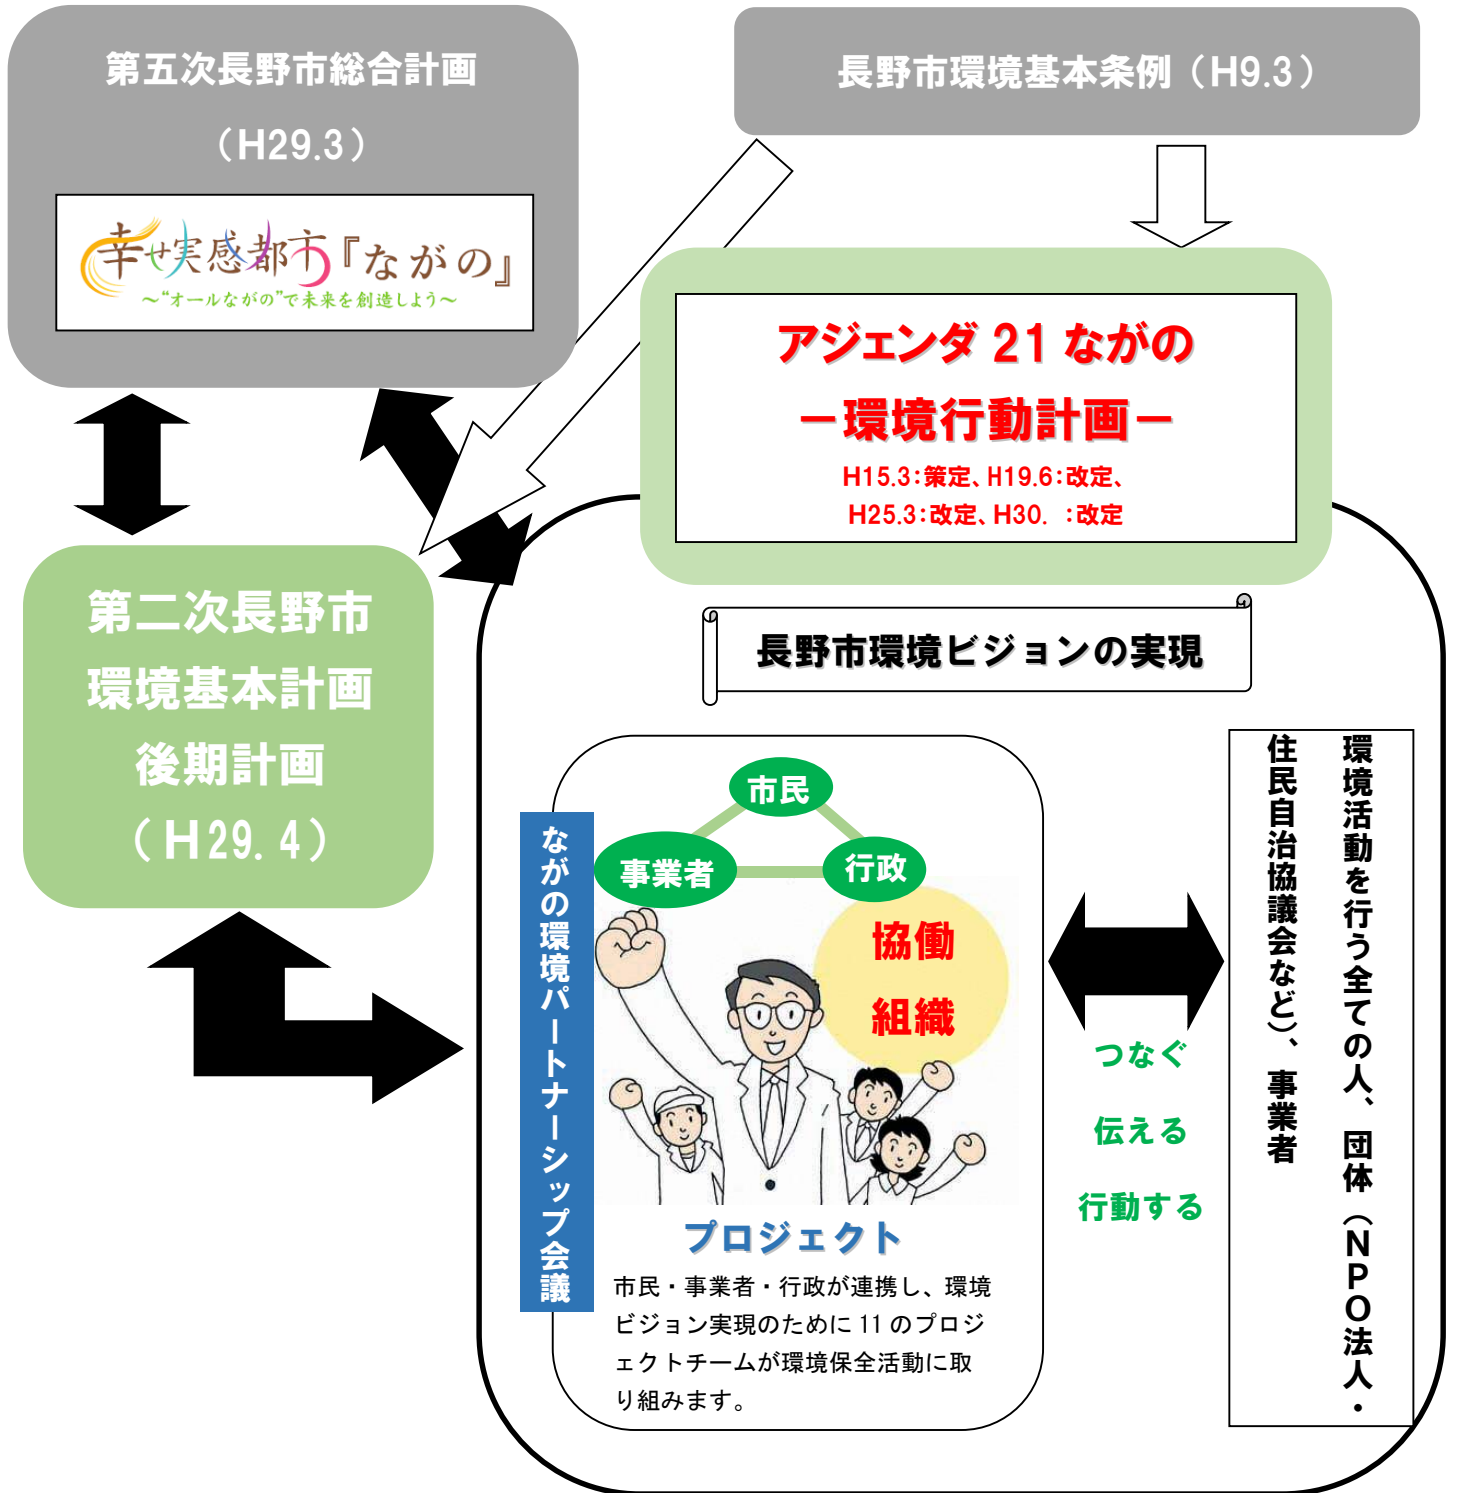 第五次長野市総合計画
（H29.3）
幸せ実感都市『ながの』
～“オールながの”で未来を創造しよう～
長野市環境基本条例（H9.3）
アジェンダ 21 ながの
－環境行動計画－
H15.3：策定、H19.6：改定、
H25.3：改定、H30. ：改定
第二次長野市
環境基本計画
後期計画
（H29.4）
長野市環境ビジョンの実現
ながの環境パートナーシップ会議
市民
事業者
行政
協働
組織
プロジェクト
市民・事業者・行政が連携し、環境
ビジョン実現のために 11 のプロジ
ェクトチームが環境保全活動に取
り組みます。
つなぐ
伝える
行動する
環境活動を行う全ての人、団体（NPO法人・
住民自治協議会など）、事業者